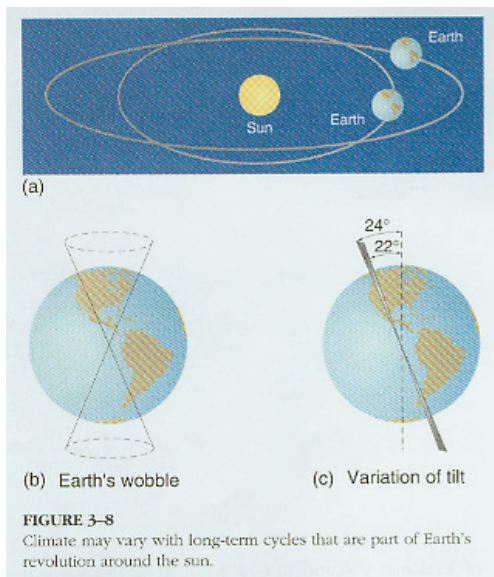 Earth
Earth
Sun
(a)
24°
22°
(b) Earth's wobble
(c) Variation of tilt
FIGURE 3–8
Climate may vary with long-term cycles that are part of Earth's
revolution around the sun.